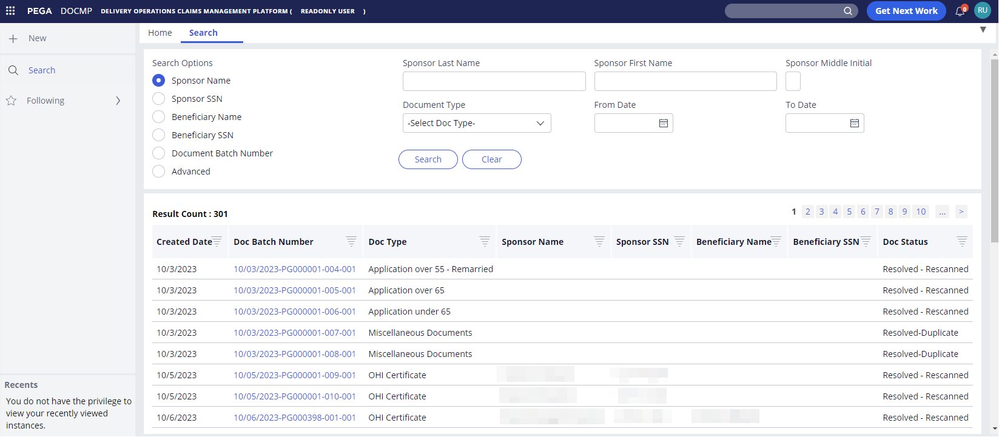 PEGA DOCMP DELIVERY OPERATIONS CLAIMS MANAGEMENT PLATFORM ( READONLY USER ) Get Next Work 0 RU
New
Search
Following
Home Search
Search Options
Sponsor Name
Sponsor SSN
Beneficiary Name
Beneficiary SSN
Document Batch Number
Advanced
Sponsor Last Name Sponsor First Name Sponsor Middle Initial
Document Type From Date To Date
-Select Doc Type-
Search Clear
Result Count : 301
1 2 3 4 5 6 7 8 9 10 ... >
Created Date Doc Batch Number Doc Type Sponsor Name Sponsor SSN Beneficiary Name Beneficiary SSN Doc Status
10/3/2023 10/03/2023-PG000001-004-001 Application over 55 - Remarried Resolved - Rescanned
10/3/2023 10/03/2023-PG000001-005-001 Application over 65 Resolved - Rescanned
10/3/2023 10/03/2023-PG000001-006-001 Application under 65 Resolved - Rescanned
10/3/2023 10/03/2023-PG000001-007-001 Miscellaneous Documents Resolved-Duplicate
10/3/2023 10/03/2023-PG000001-008-001 Miscellaneous Documents Resolved-Duplicate
10/5/2023 10/05/2023-PG000001-009-001 OHI Certificate Resolved - Rescanned
10/5/2023 10/05/2023-PG000001-010-001 OHI Certificate Resolved - Rescanned
10/6/2023 10/06/2023-PG000398-001-001 OHI Certificate Resolved - Rescanned
Recents
You do not have the privilege to
view your recently viewed
instances.